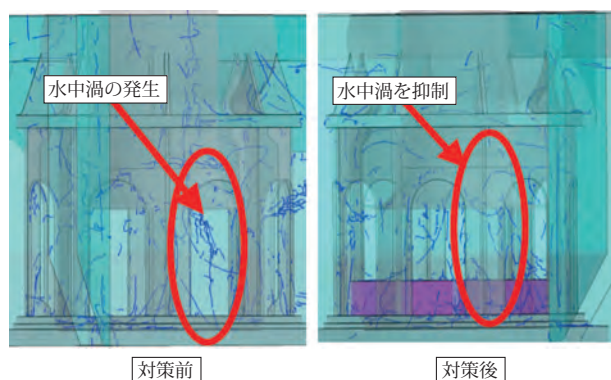 水中渦の発生
水中渦を抑制
対策前
対策後